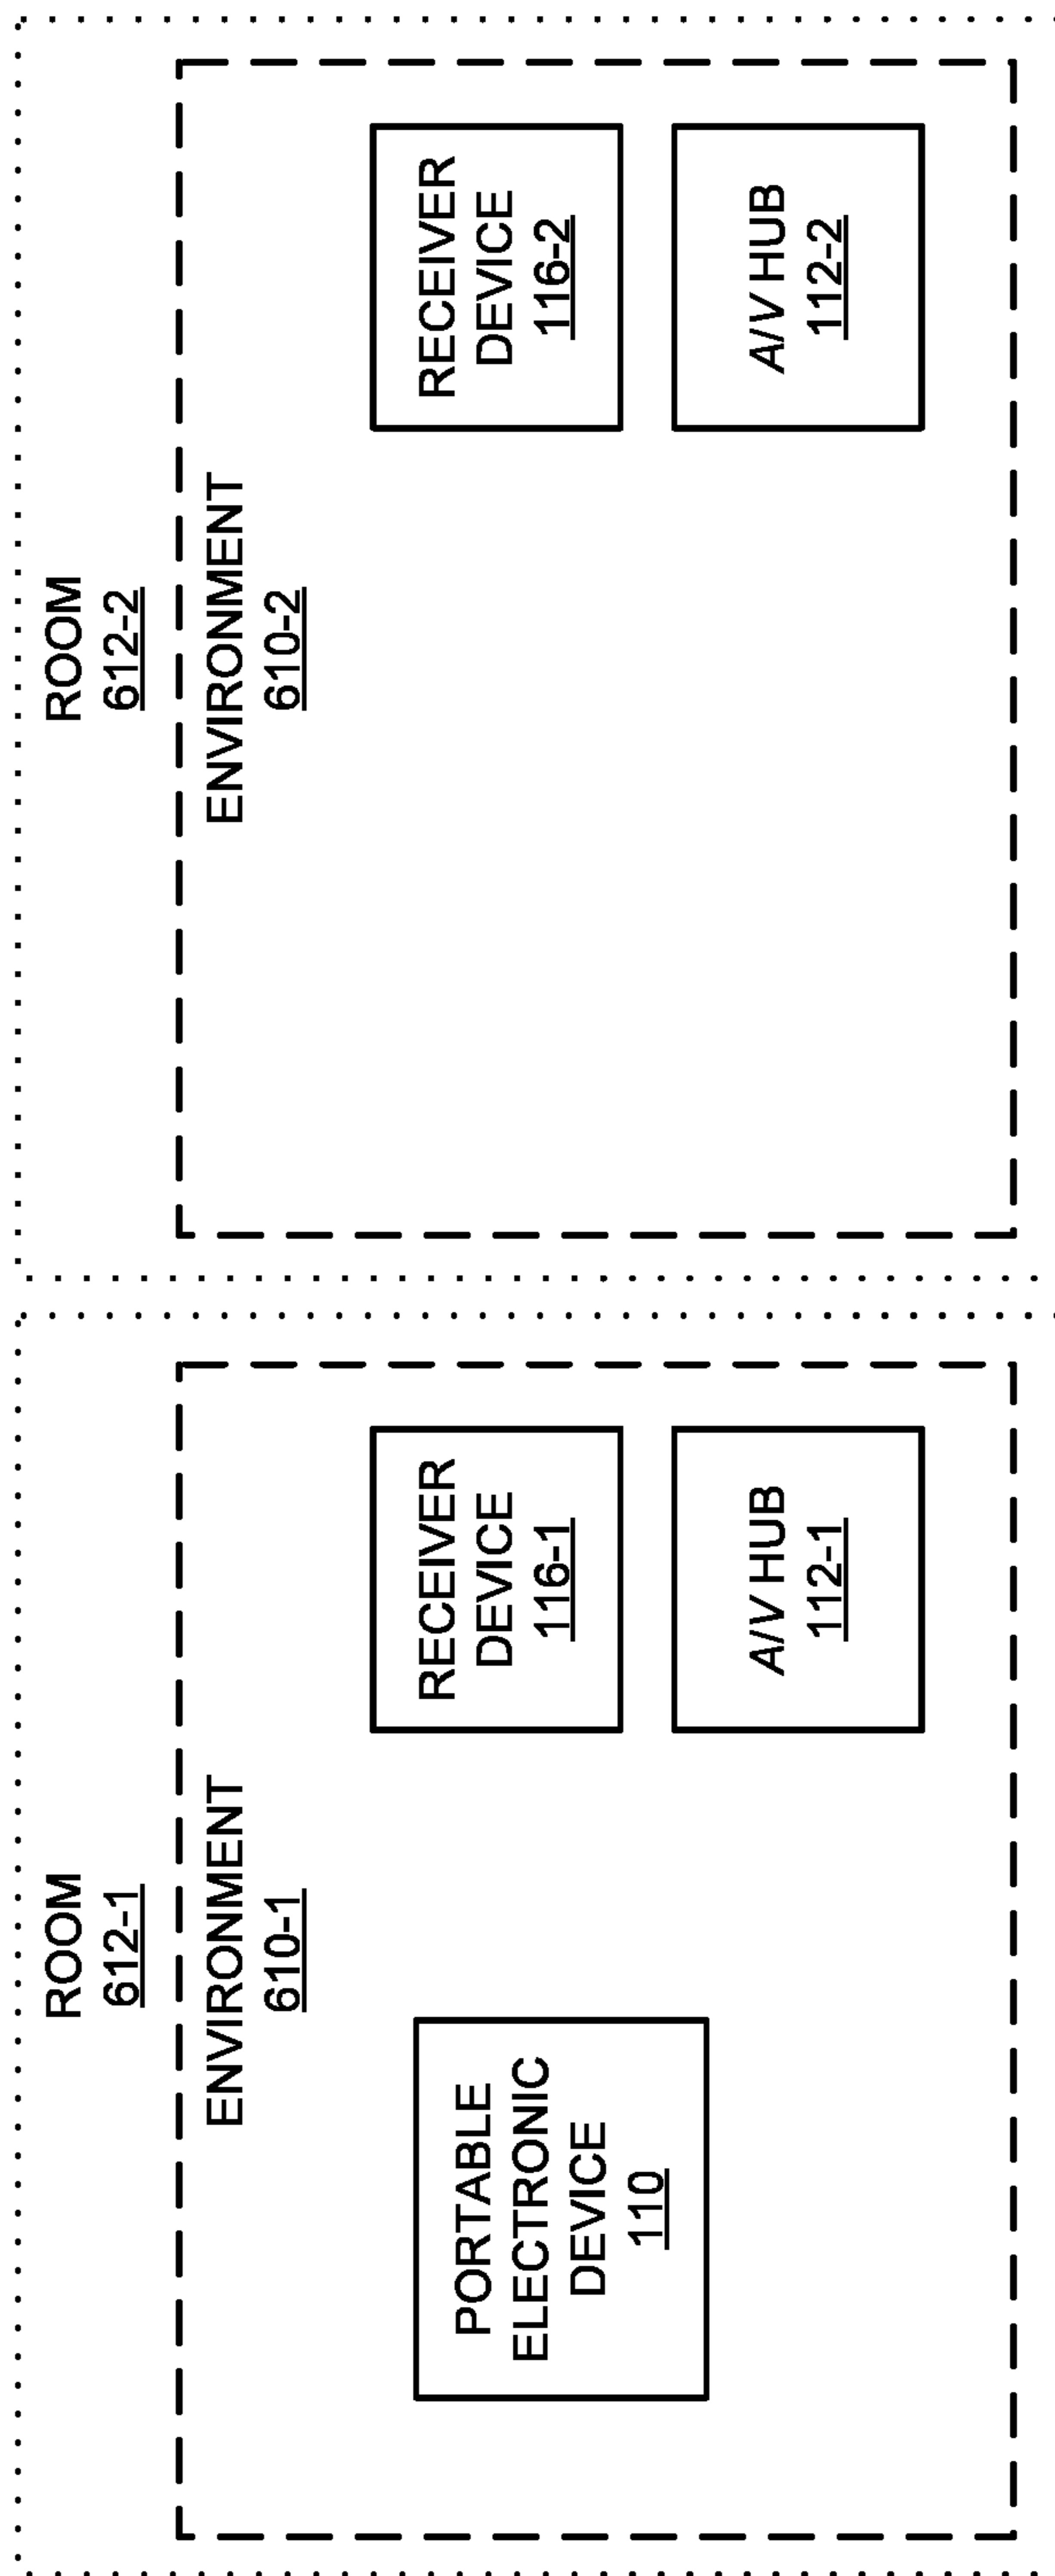 ROOM
612-1
ENVIRONMENT
610-1
PORTABLE
ELECTRONIC
DEVICE
110
RECEIVER
DEVICE
116-1
A/V HUB
112-1
ROOM
612-2
ENVIRONMENT
610-2
RECEIVER
DEVICE
116-2
A/V HUB
112-2